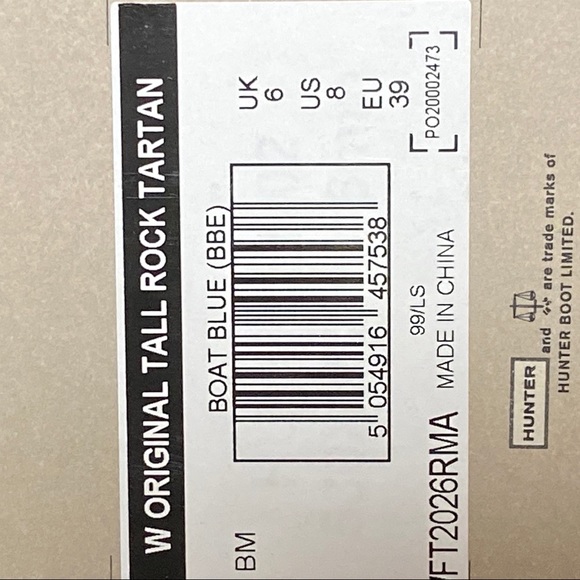 W ORIGINAL TALL ROCK TARTAN
BM
BOAT BLUE (BBE)
UK
6
US
8
EU
39
5 054916 457538
99/LS
MADE IN CHINA
PO20002473
FT2026RMA
HUNTER
and are trade marks of
HUNTER BOOT LIMITED.